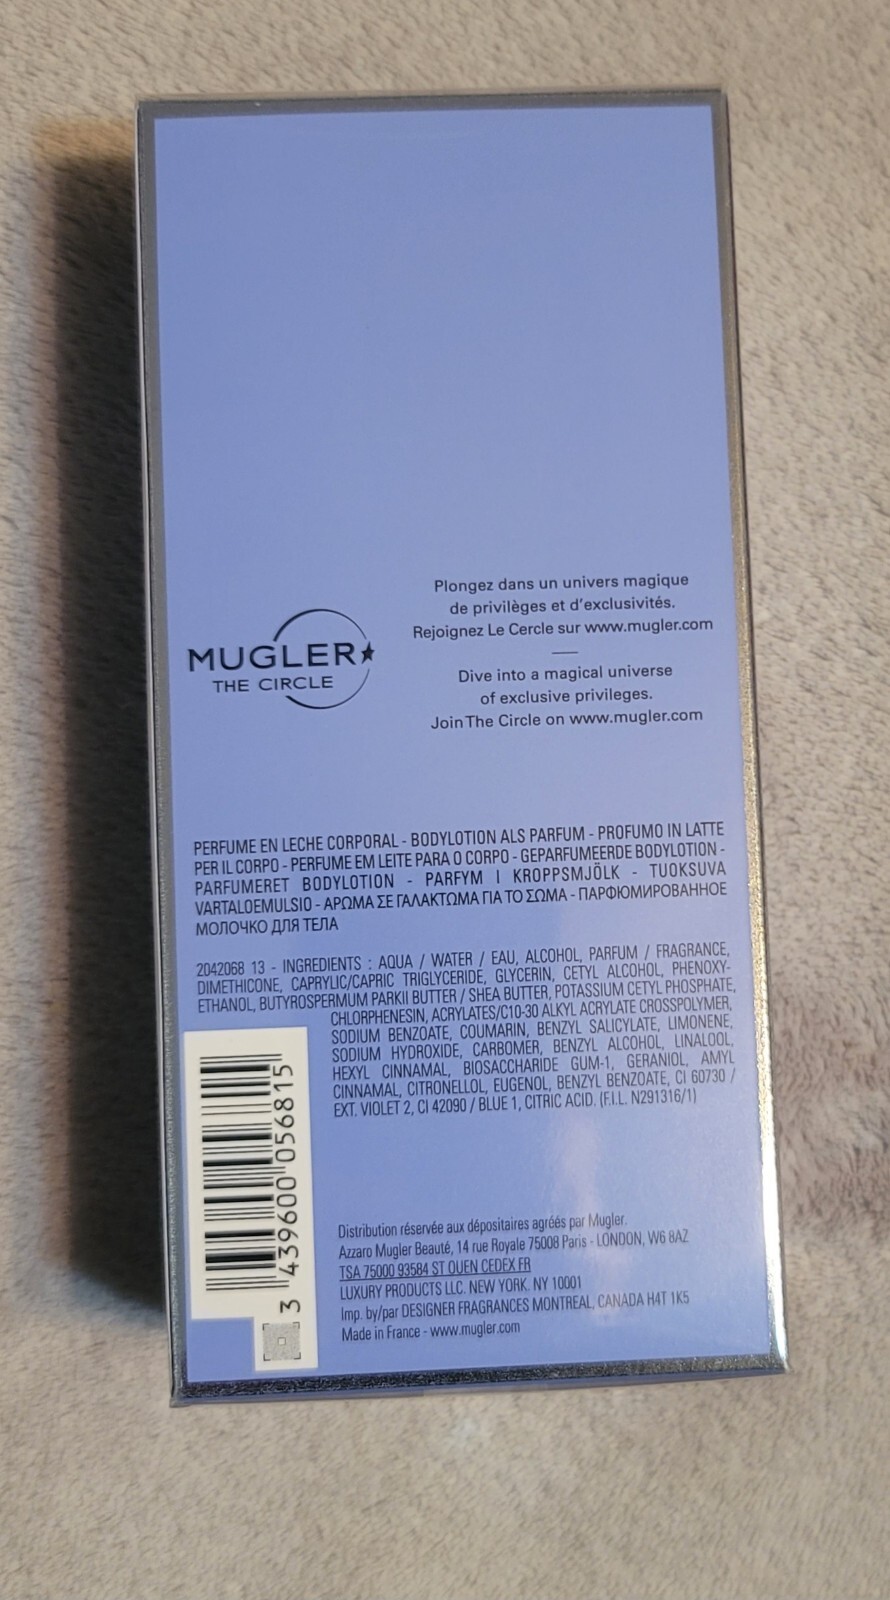 Plongez dans un univers magique
de privilèges et d'exclusivités.
Rejoignez Le Cercle sur www.mugler.com
MUGLER
THE CIRCLE
Dive into a magical universe
of exclusive privileges.
Join The Circle on www.mugler.com
PERFUME EN LECHE CORPORAL - BODYLOTION ALS PARFUM - PROFUMO IN LATTE
PER IL CORPO - PERFUME EM LEITE PARA O CORPO - GEPARFUMEERDE BODYLOTION -
PARFUMERET BODYLOTION - PARFYM I KROPPSMJÖLK - TUOKSUVA
VARTALOEMULSIO - ΑΡΩΜΑ ΣΕ ΓΑΛΑΚΤΩΜΑ ΓΙΑ ΤΟ ΣΩΜΑ - ПАРФЮМИРОВАННОЕ
МОЛОЧКО ДЛЯ ТЕЛА
2042068 13 - INGREDIENTS : AQUA / WATER / EAU, ALCOHOL, PARFUM / FRAGRANCE,
DIMETHICONE, CAPRYLIC/CAPRIC TRIGLYCERIDE, GLYCERIN, CETYL ALCOHOL, PHENOXY-
ETHANOL, BUTYROSPERMUM PARKII BUTTER / SHEA BUTTER, POTASSIUM CETYL PHOSPHATE,
CHLORPHENESIN, ACRYLATES/C10-30 ALKYL ACRYLATE CROSSPOLYMER,
SODIUM BENZOATE, COUMARIN, BENZYL SALICYLATE, LIMONENE,
SODIUM HYDROXIDE, CARBOMER, BENZYL ALCOHOL, LINALOOL,
HEXYL CINNAMAL, BIOSACCHARIDE GUM-1, GERANIOL, AMYL
CINNAMAL, CITRONELLOL, EUGENOL, BENZYL BENZOATE, CI 60730 /
EXT. VIOLET 2, CI 42090 / BLUE 1, CITRIC ACID. (F.I.L. N291316/1)
3 439600 056815
Distribution réservée aux dépositaires agréés par Mugler.
Azzaro Mugler Beauté, 14 rue Royale 75008 Paris - LONDON, W6 8AZ
TSA 75000 93584 ST OUEN CEDEX FR
LUXURY PRODUCTS LLC. NEW YORK. NY 10001
Imp. by/par DESIGNER FRAGRANCES MONTREAL, CANADA H4T 1K5
Made in France - www.mugler.com